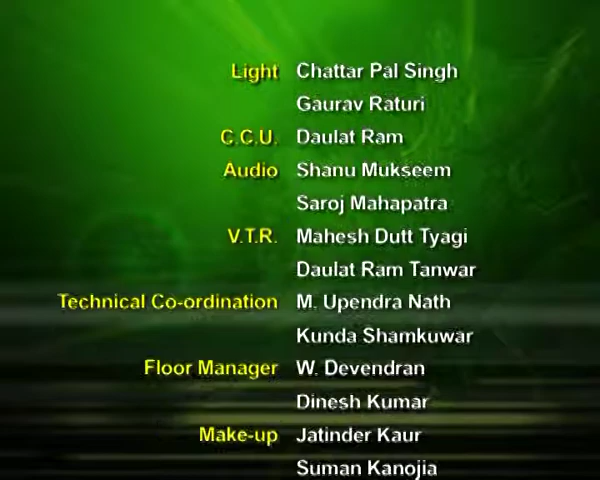 Light Chattar Pal Singh
Gaurav Raturi
C.C.U. Daulat Ram
Audio Shanu Mukseem
Saroj Mahapatra
V.T.R. Mahesh Dutt Tyagi
Daulat Ram Tanwar
Technical Co-ordination M. Upendra Nath
Kunda Shamkuwar
Floor Manager W. Devendran
Dinesh Kumar
Make-up Jatinder Kaur
Suman Kanojia